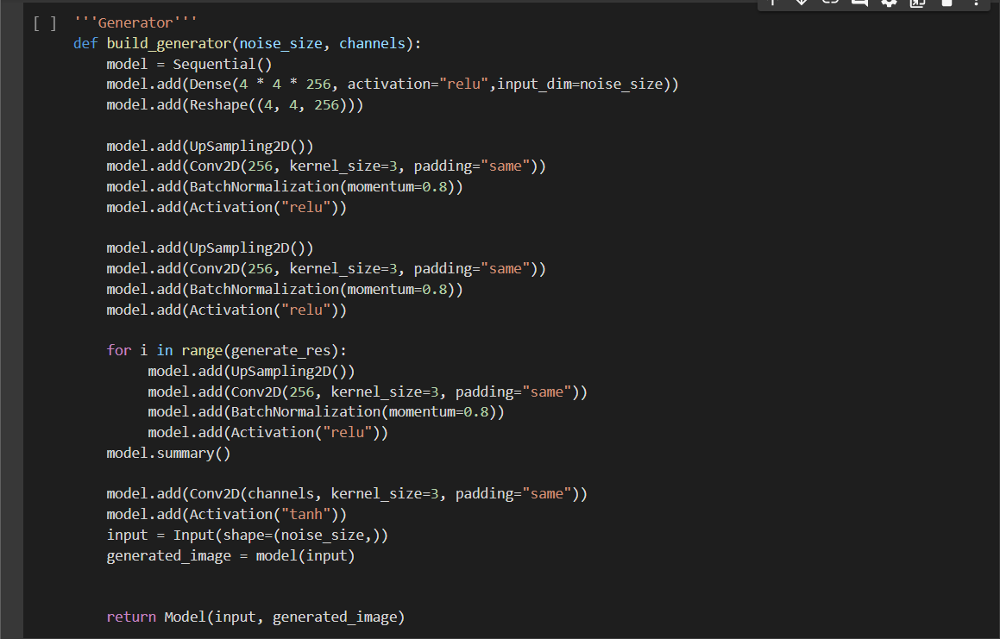 [ ] '''Generator'''
def build_generator(noise_size, channels):
    model = Sequential()
    model.add(Dense(4 * 4 * 256, activation="relu",input_dim=noise_size))
    model.add(Reshape((4, 4, 256)))

    model.add(UpSampling2D())
    model.add(Conv2D(256, kernel_size=3, padding="same"))
    model.add(BatchNormalization(momentum=0.8))
    model.add(Activation("relu"))

    model.add(UpSampling2D())
    model.add(Conv2D(256, kernel_size=3, padding="same"))
    model.add(BatchNormalization(momentum=0.8))
    model.add(Activation("relu"))

    for i in range(generate_res):
         model.add(UpSampling2D())
         model.add(Conv2D(256, kernel_size=3, padding="same"))
         model.add(BatchNormalization(momentum=0.8))
         model.add(Activation("relu"))
    model.summary()

    model.add(Conv2D(channels, kernel_size=3, padding="same"))
    model.add(Activation("tanh"))
    input = Input(shape=(noise_size,))
    generated_image = model(input)

    return Model(input, generated_image)